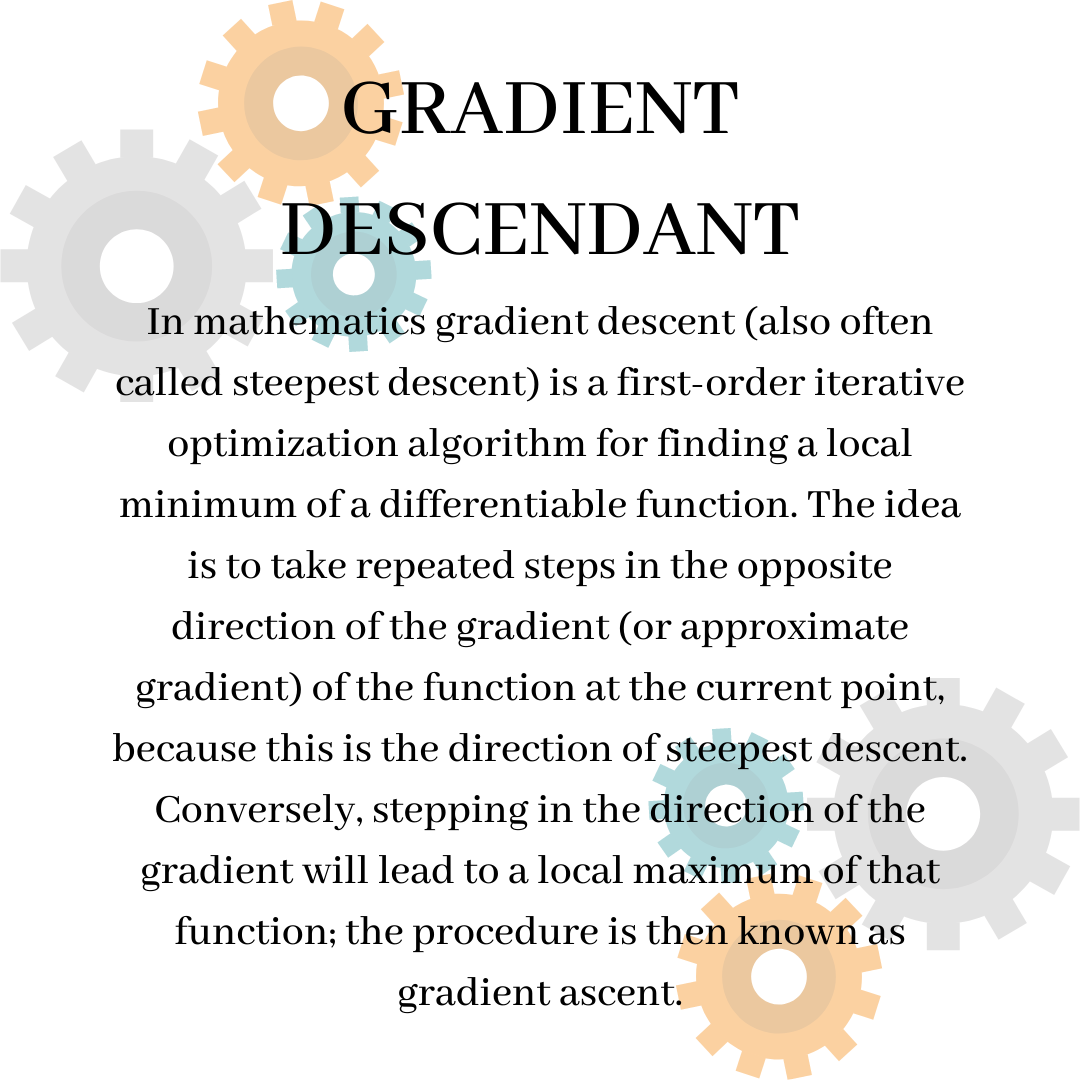 GRADIENT
DESCENDANT
In mathematics gradient descent (also often
called steepest descent) is a first-order iterative
optimization algorithm for finding a local
minimum of a differentiable function. The idea
is to take repeated steps in the opposite
direction of the gradient (or approximate
gradient) of the function at the current point,
because this is the direction of steepest descent.
Conversely, stepping in the direction of the
gradient will lead to a local maximum of that
function; the procedure is then known as
gradient ascent.